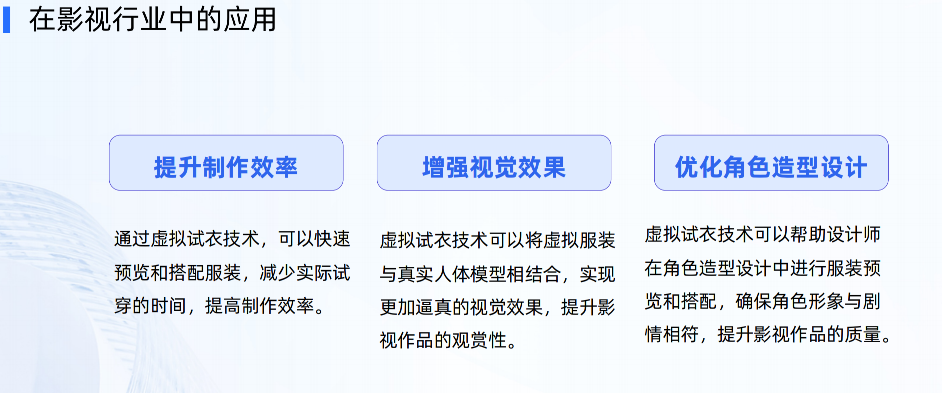 在影视行业中的应用
提升制作效率
通过虚拟试衣技术，可以快速
预览和搭配服装，减少实际试
穿的时间，提高制作效率。
增强视觉效果
虚拟试衣技术可以将虚拟服装
与真实人体模型相结合，实现
更加逼真的视觉效果，提升影
视作品的观赏性。
优化角色造型设计
虚拟试衣技术可以帮助设计师
在角色造型设计中进行服装预
览和搭配，确保角色形象与剧
情相符，提升影视作品的质量。